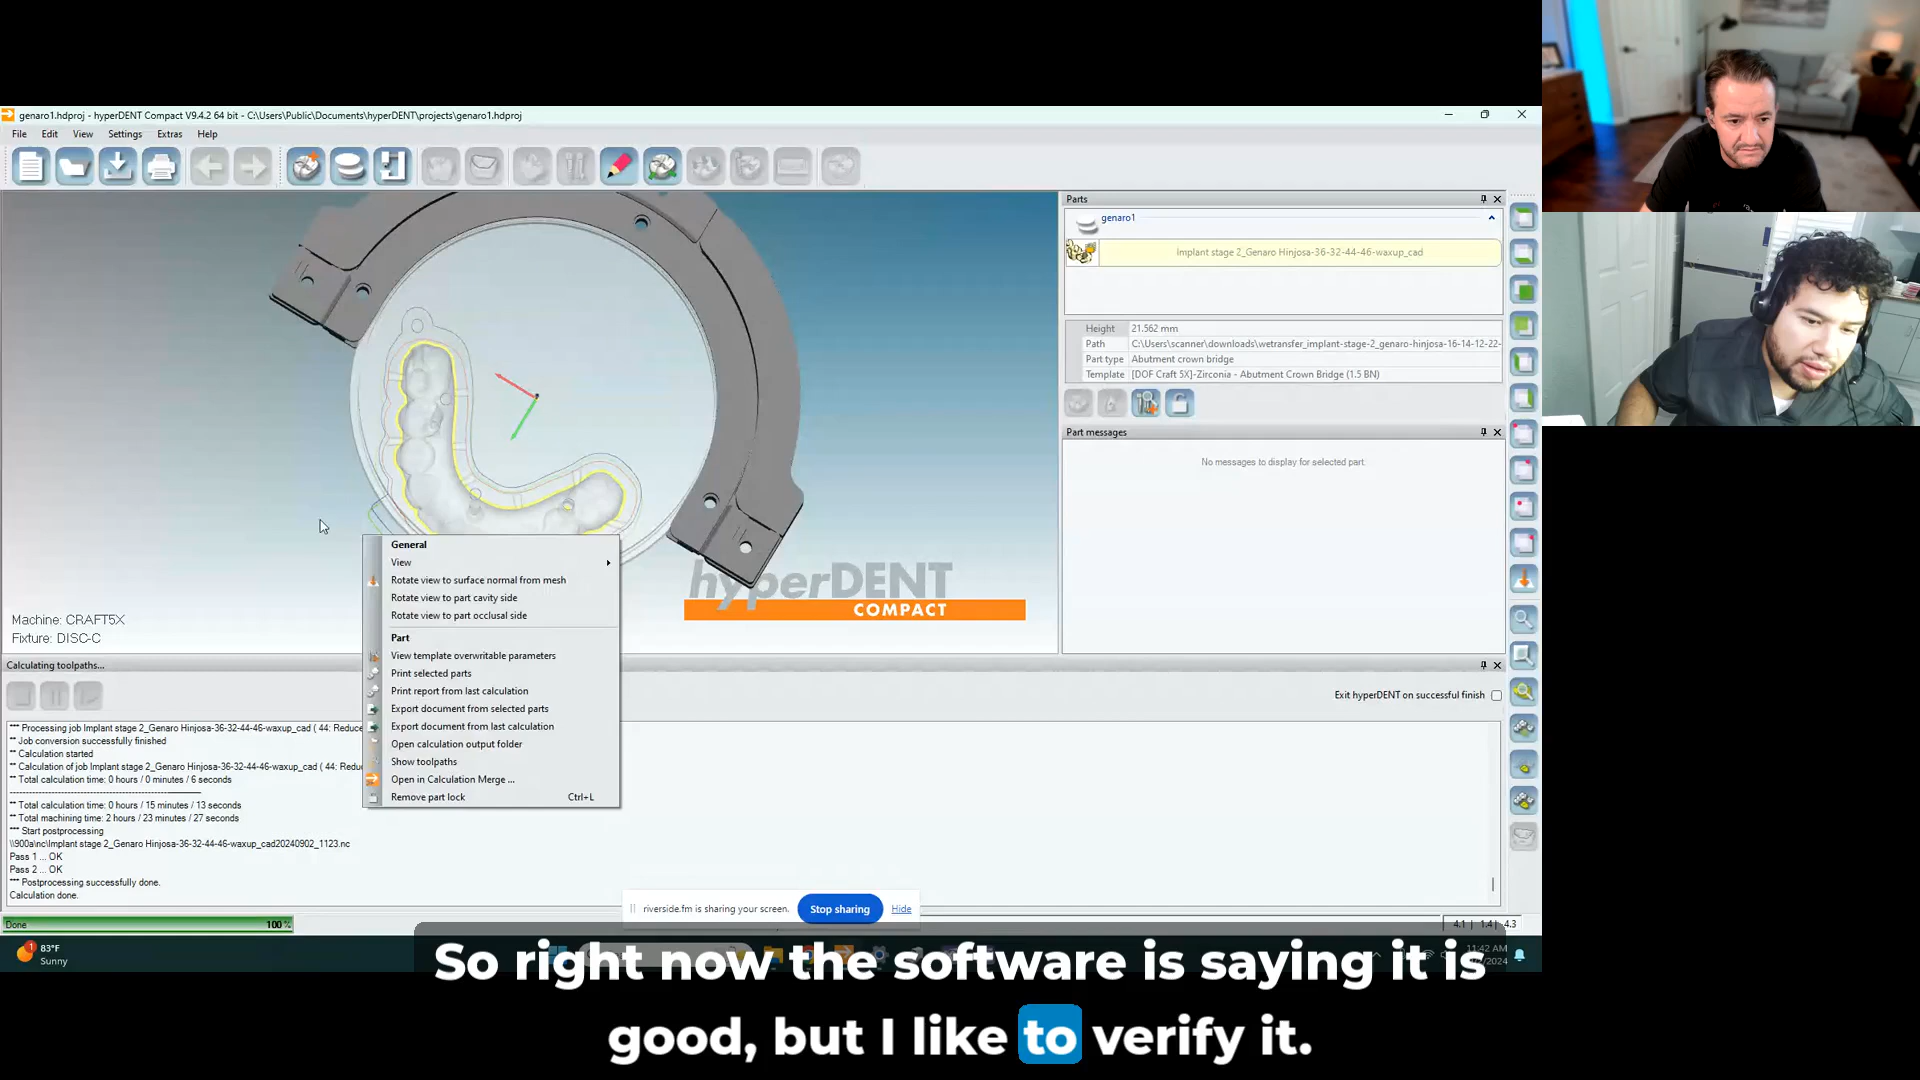 genaro1.hdproj - hyperDENT Compact V9.4.2 64 bit - C:\Users\Public\Documents\hyperDENT\projects\genaro1.hdproj
File Edit View Settings Extras Help
Parts
genaro1
Implant stage 2_Genaro Hinjosa-36-32-44-46-waxup_cad
Height 21.562 mm
Path C:\Users\scanner\downloads\wetransfer_implant-stage-2_genaro-hinjosa-16-14-12-22-
Part type Abutment crown bridge
Template [DOF Craft 5X]-Zirconia - Abutment Crown Bridge (1.5 BN)
Part messages
No messages to display for selected part
hyperDENT
COMPACT
Machine: CRAFT5X
Fixture: DISC-C
General
View
Rotate view to surface normal from mesh
Rotate view to part cavity side
Rotate view to part occlusal side
Part
View template overwritable parameters
Print selected parts
Print report from last calculation
Export document from selected parts
Export document from last calculation
Open calculation output folder
Show toolpaths
Open in Calculation Merge ...
Remove part lock Ctrl+L
Calculating toolpaths...
Exit hyperDENT on successful finish
*** Processing job Implant stage 2_Genaro Hinjosa-36-32-44-46-waxup_cad ( 44: Reduce
** Job conversion successfully finished
** Calculation started
** Calculation of job Implant stage 2_Genaro Hinjosa-36-32-44-46-waxup_cad ( 44: Redu
** Total calculation time: 0 hours / 0 minutes / 6 seconds
** Total calculation time: 0 hours / 15 minutes / 13 seconds
** Total machining time: 2 hours / 23 minutes / 27 seconds
*** Start postprocessing
\\900a\nc\Implant stage 2_Genaro Hinjosa-36-32-44-46-waxup_cad20240902_1123.nc
Pass 1 ... OK
Pass 2 ... OK
*** Postprocessing successfully done.
Calculation done.
riverside.fm is sharing your screen. Stop sharing Hide
Done 100 %
4.1 | 1.4 | 4.3
1
83°F
Sunny
11:42 AM
So right now the software is saying it is
good, but I like to verify it.